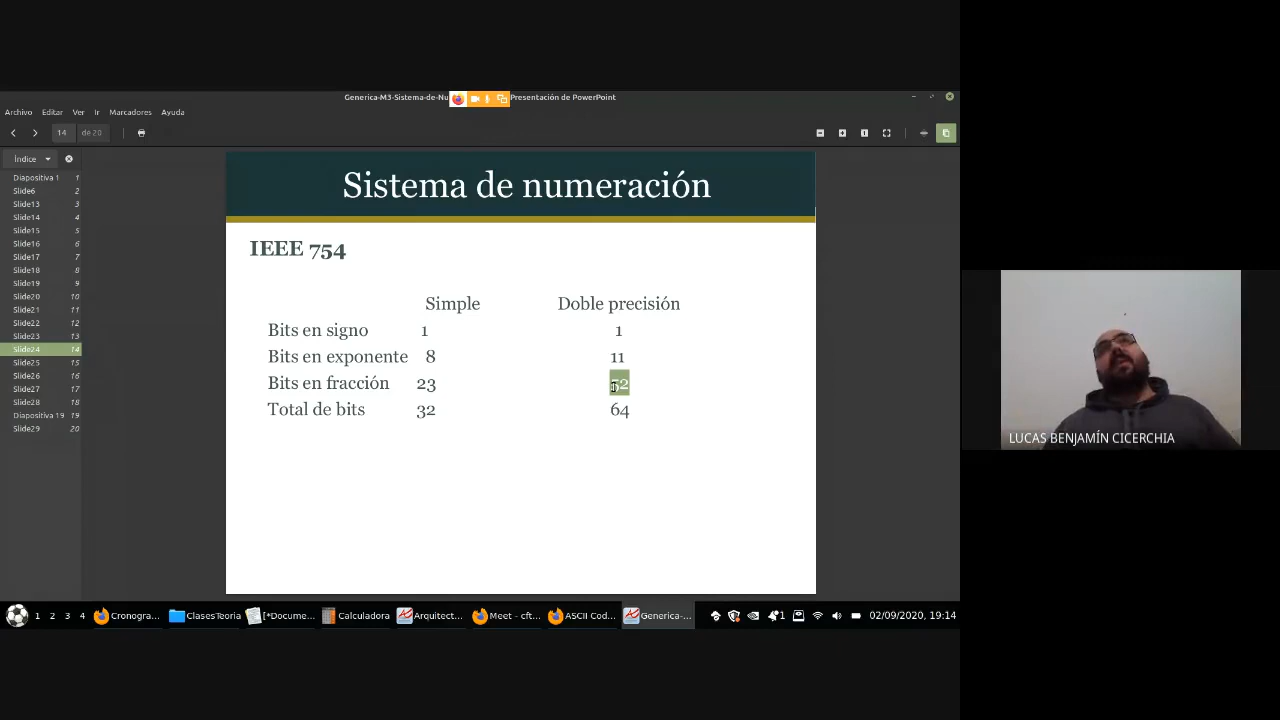 Generica-M3-Sistema-de-Nu Presentación de PowerPoint
Archivo Editar Ver Ir Marcadores Ayuda
14 de 20
Índice
Diapositiva 1 1
Slide6 2
Slide13 3
Slide14 4
Slide15 5
Slide16 6
Slide17 7
Slide18 8
Slide19 9
Slide20 10
Slide21 11
Slide22 12
Slide23 13
Slide24 14
Slide25 15
Slide26 16
Slide27 17
Slide28 18
Diapositiva 19 19
Slide29 20
Sistema de numeración
IEEE 754
Simple Doble precisión
Bits en signo 1 1
Bits en exponente 8 11
Bits en fracción 23 52
Total de bits 32 64
LUCAS BENJAMÍN CICERCHIA
1 2 3 4 Cronogra... ClasesTeoria [*Docume... Calculadora Arquitect... Meet - cft... ASCII Cod... Generica-... 1 02/09/2020, 19:14